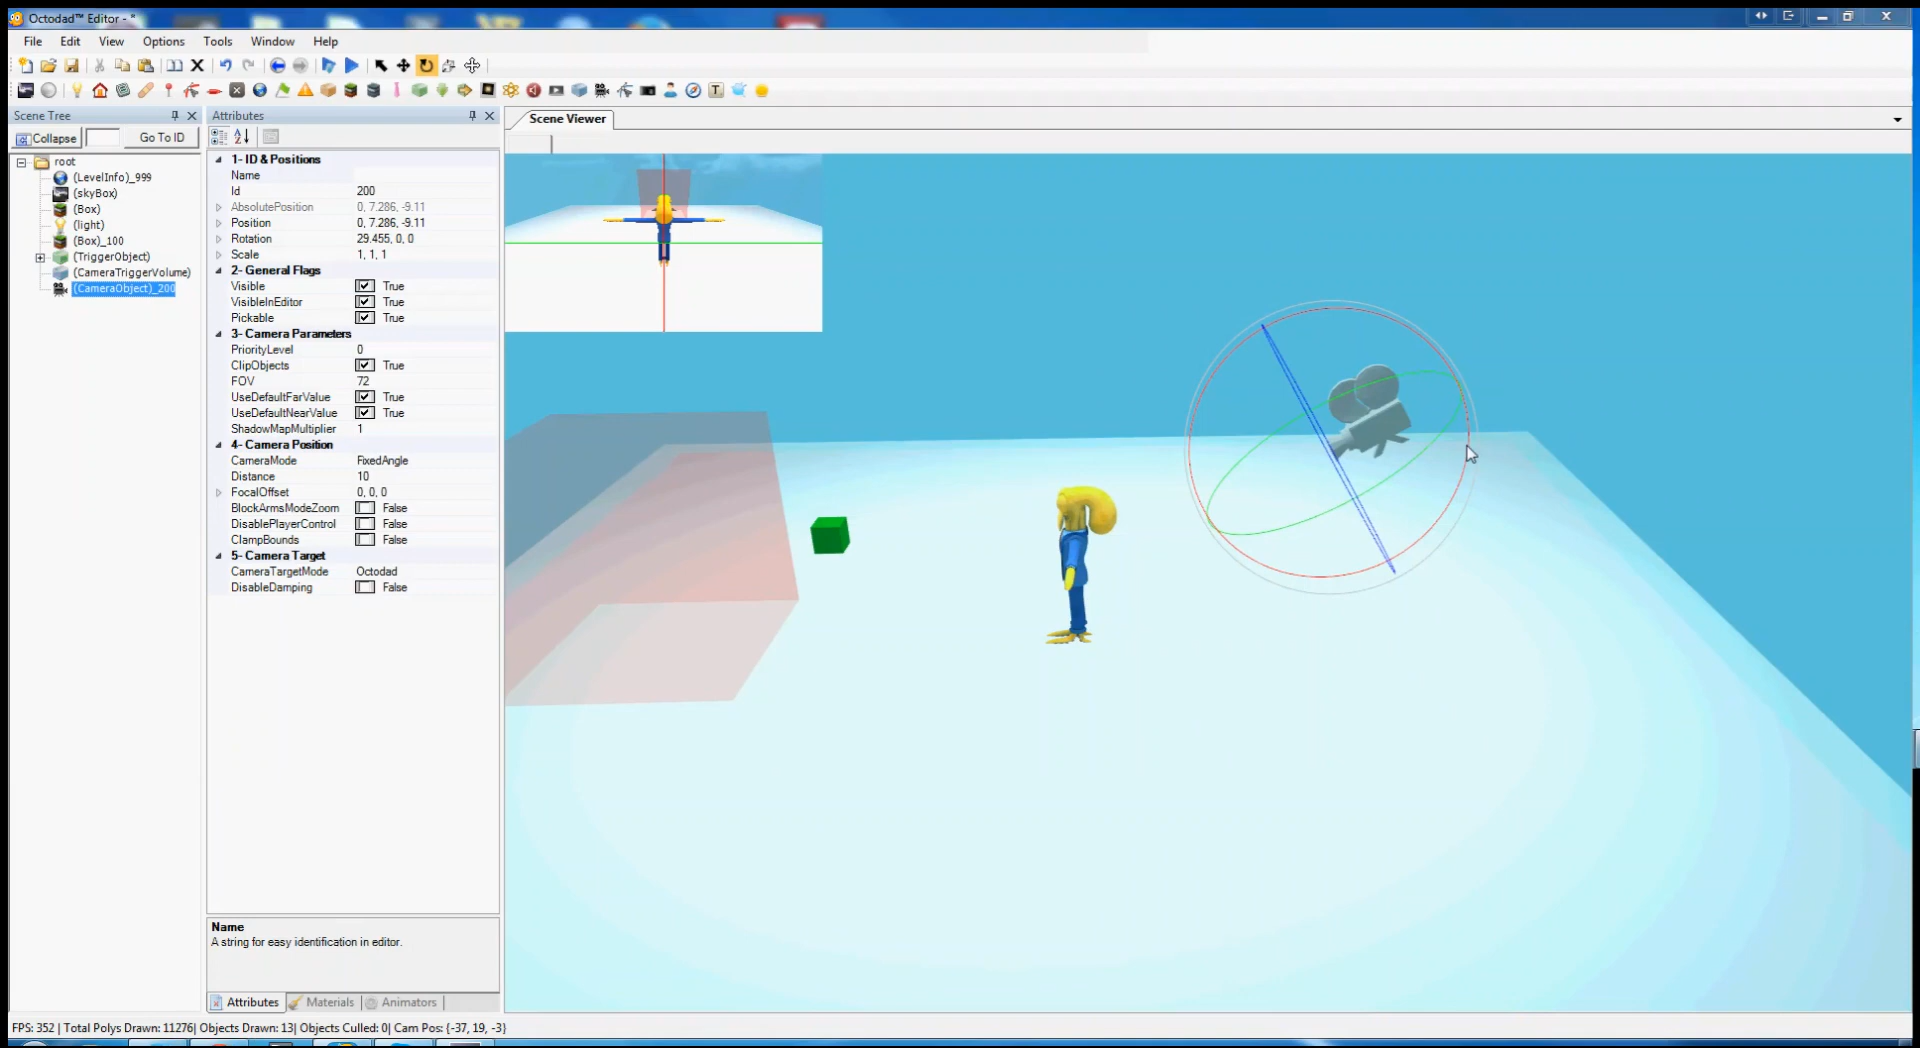 Octodad™ Editor - *
File Edit View Options Tools Window Help
Scene Tree
Collapse Go To ID
root
(LevelInfo)_999
(skyBox)
(Box)
(light)
(Box)_100
(TriggerObject)
(CameraTriggerVolume)
(CameraObject)_200
Attributes
1- ID & Positions
Name
Id 200
AbsolutePosition 0, 7.286, -9.11
Position 0, 7.286, -9.11
Rotation 29.455, 0, 0
Scale 1, 1, 1
2- General Flags
Visible True
VisibleInEditor True
Pickable True
3- Camera Parameters
PriorityLevel 0
ClipObjects True
FOV 72
UseDefaultFarValue True
UseDefaultNearValue True
ShadowMapMultiplier 1
4- Camera Position
CameraMode FixedAngle
Distance 10
FocalOffset 0, 0, 0
BlockArmsModeZoom False
DisablePlayerControl False
ClampBounds False
5- Camera Target
CameraTargetMode Octodad
DisableDamping False
Name
A string for easy identification in editor.
Attributes Materials Animators
Scene Viewer
FPS: 352 | Total Polys Drawn: 11276| Objects Drawn: 13| Objects Culled: 0| Cam Pos: {-37, 19, -3}